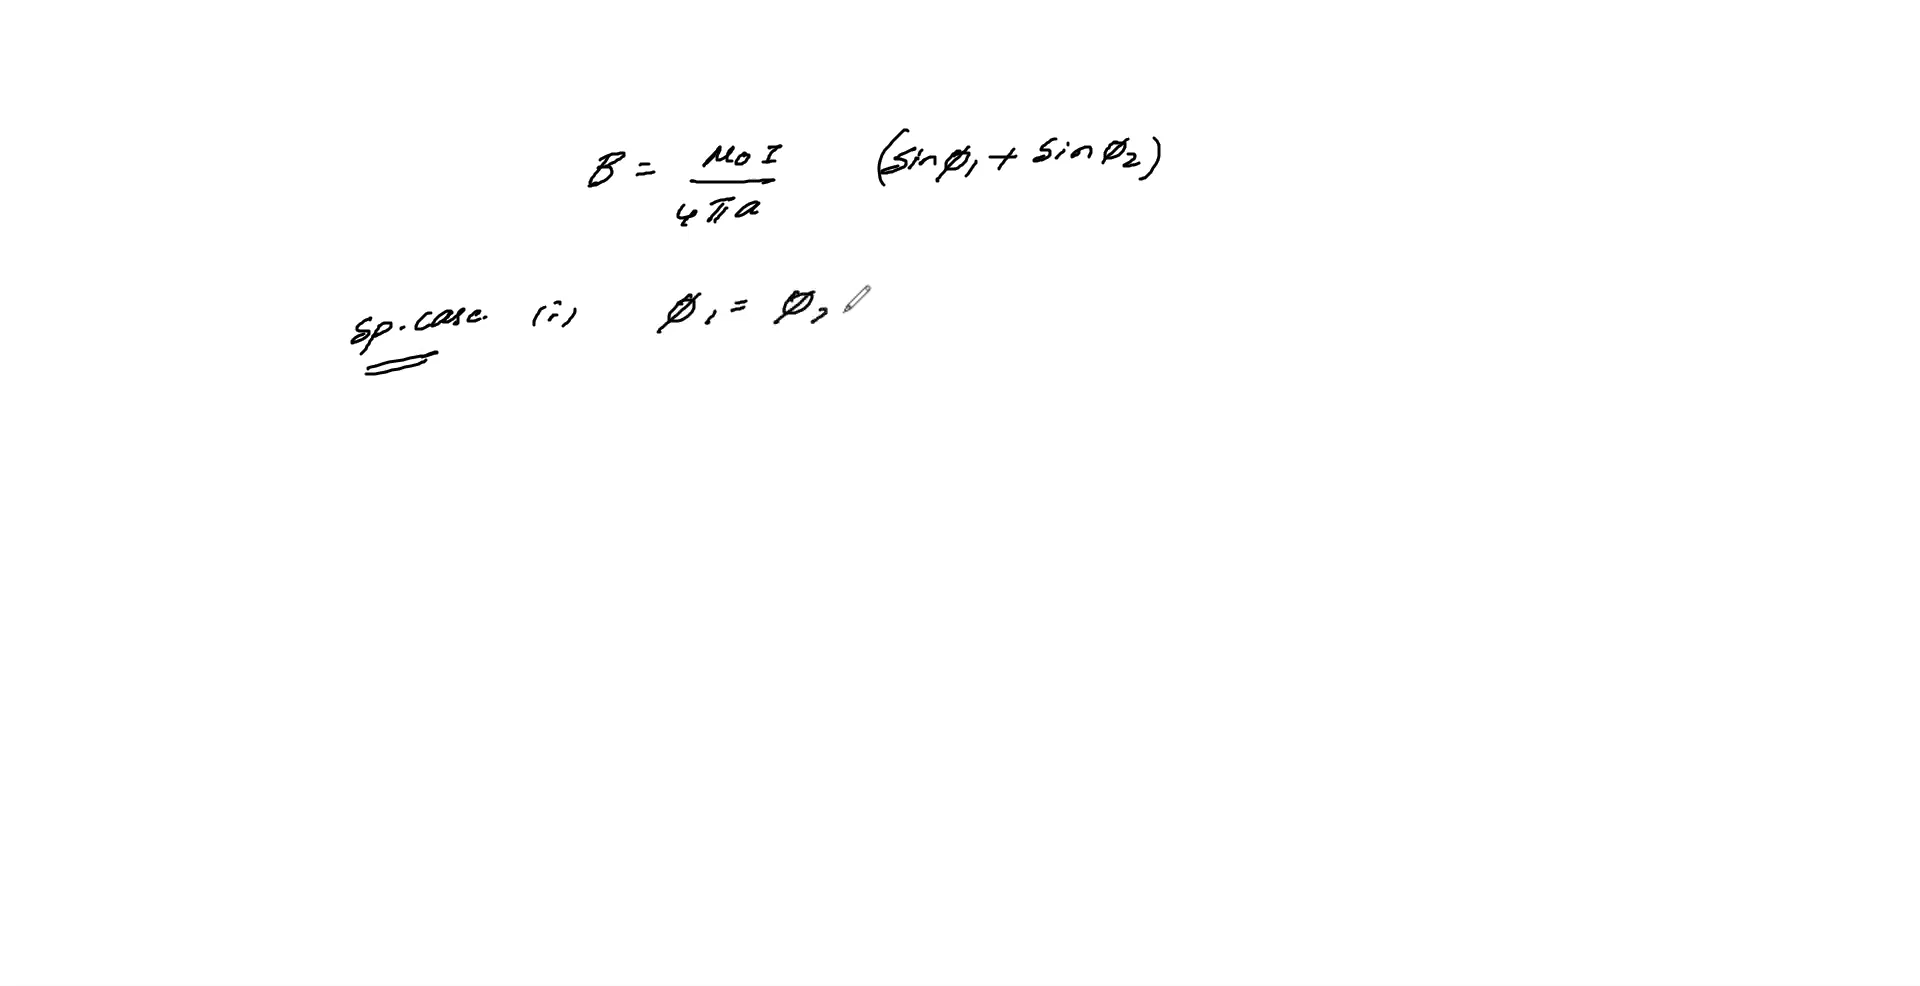 B = μ₀I / 4πa (sinφ₁ + sinφ₂)
sp. case (i) φ₁ = φ₂